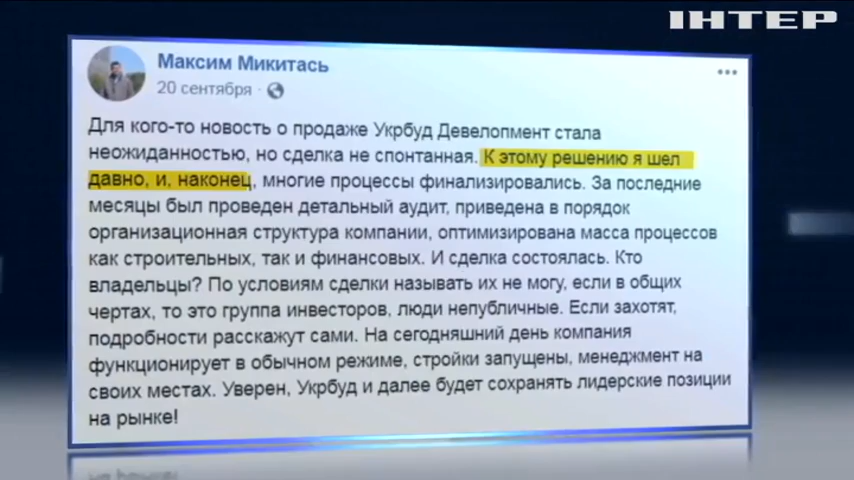 ІНТЕР
Максим Микитась
20 сентября ·
Для кого-то новость о продаже Укрбуд Девелопмент стала
неожиданностью, но сделка не спонтанная. К этому решению я шел
давно, и, наконец, многие процессы финализировались. За последние
месяцы был проведен детальный аудит, приведена в порядок
организационная структура компании, оптимизирована масса процессов
как строительных, так и финансовых. И сделка состоялась. Кто
владельцы? По условиям сделки называть их не могу, если в общих
чертах, то это группа инвесторов, люди непубличные. Если захотят,
подробности расскажут сами. На сегодняшний день компания
функционирует в обычном режиме, стройки запущены, менеджмент на
своих местах. Уверен, Укрбуд и далее будет сохранять лидерские позиции
на рынке!